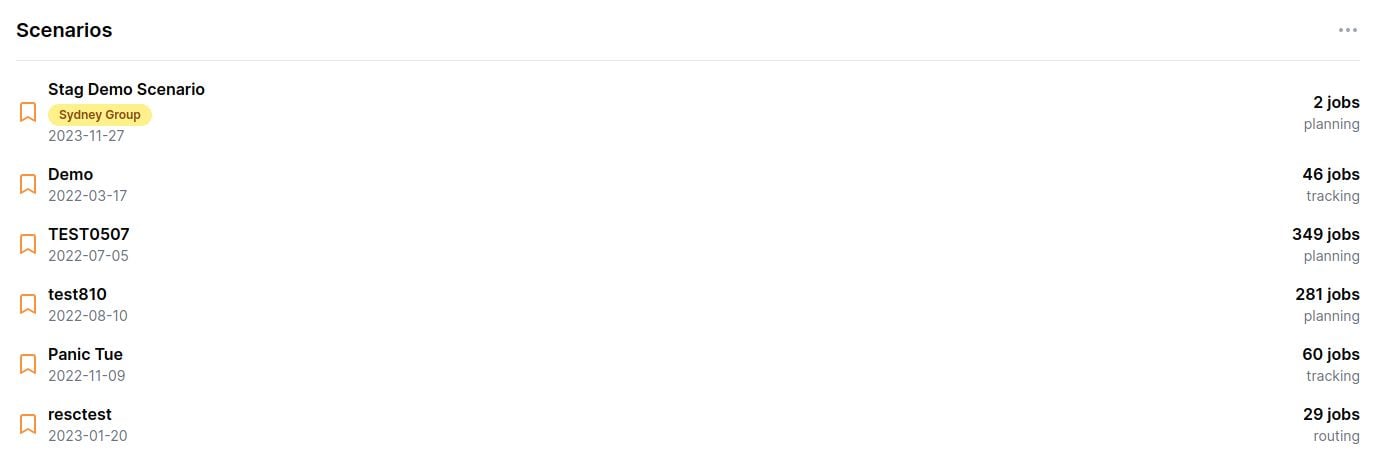 Scenarios
Stag Demo Scenario
Sydney Group
2023-11-27
2 jobs
planning
Demo
2022-03-17
46 jobs
tracking
TEST0507
2022-07-05
349 jobs
planning
test810
2022-08-10
281 jobs
planning
Panic Tue
2022-11-09
60 jobs
tracking
resctest
2023-01-20
29 jobs
routing